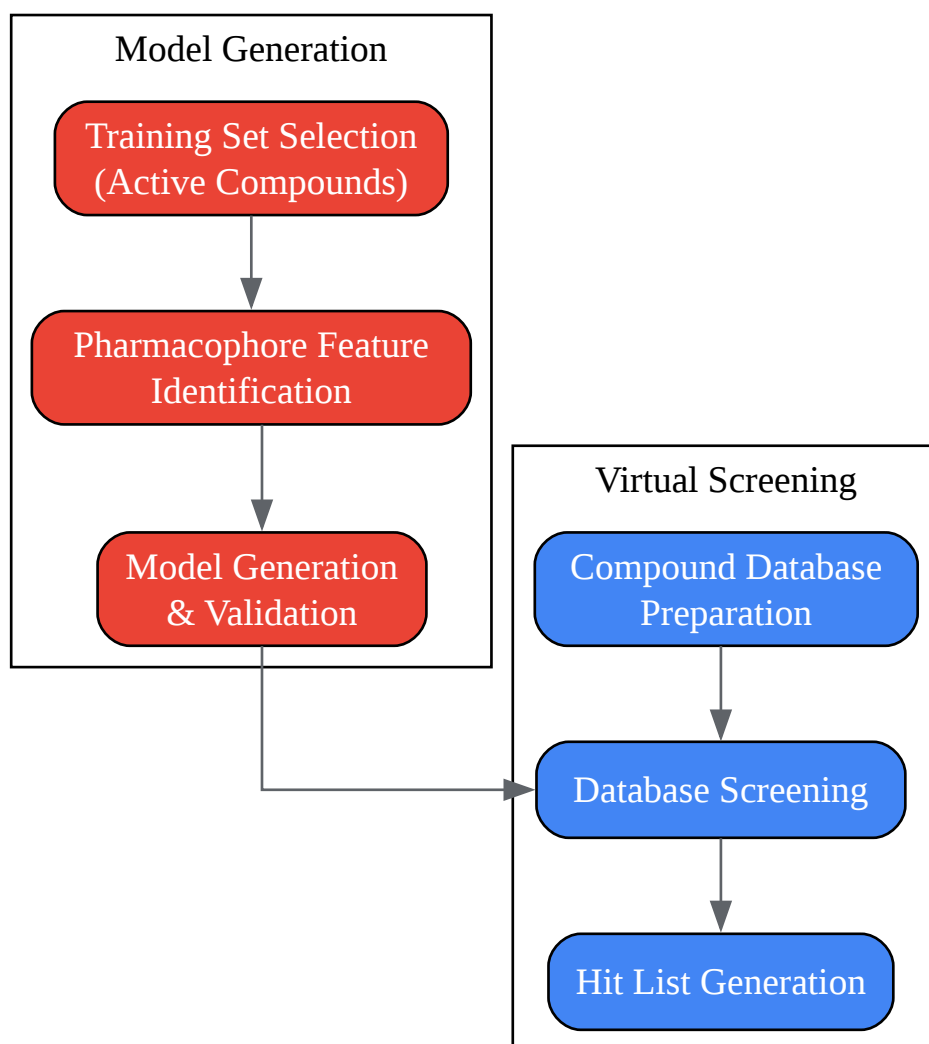 Model Generation
Training Set Selection
(Active Compounds)
Pharmacophore Feature
Identification
Model Generation
& Validation
Virtual Screening
Compound Database
Preparation
Database Screening
Hit List Generation